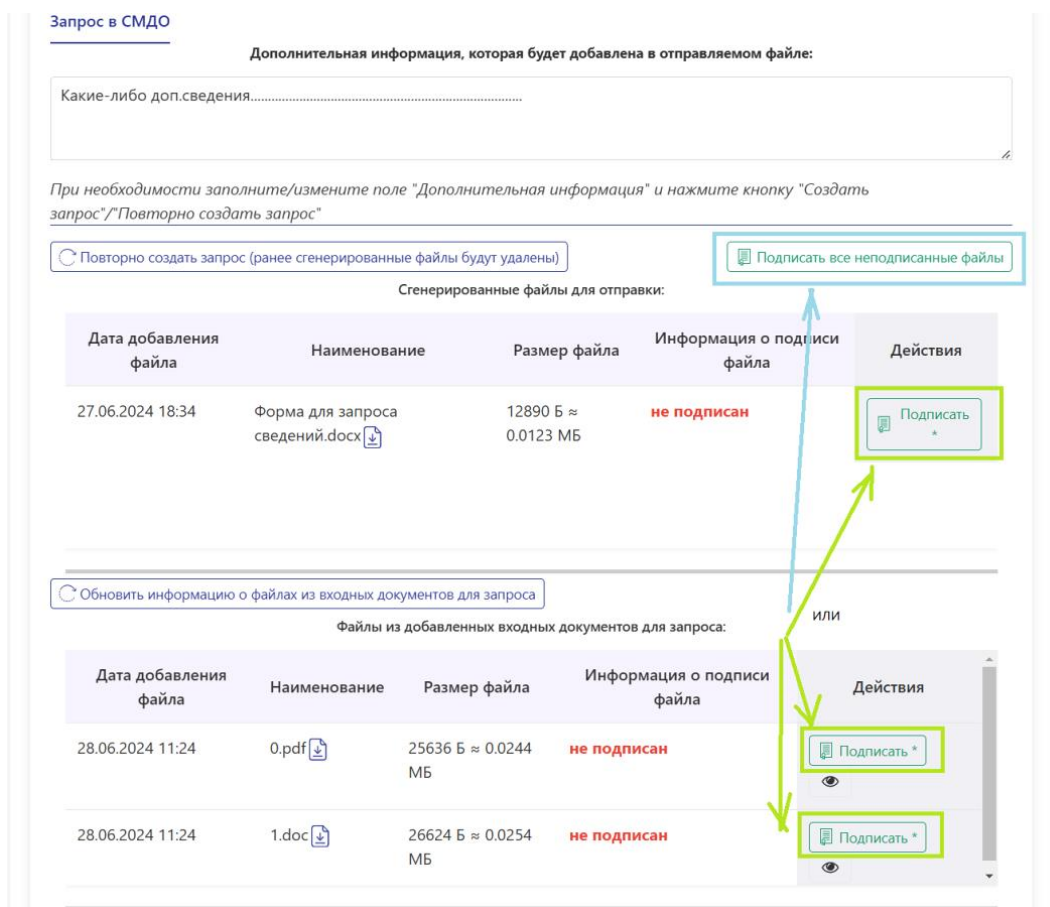 Запрос в СМДО
Дополнительная информация, которая будет добавлена в отправляемом файле:
Какие-либо доп.сведения...............................................................................
При необходимости заполните/измените поле "Дополнительная информация" и нажмите кнопку "Создать
запрос"/"Повторно создать запрос"
Повторно создать запрос (ранее сгенерированные файлы будут удалены)
Подписать все неподписанные файлы
Сгенерированные файлы для отправки:
Дата добавления
файла
Наименование
Размер файла
Информация о подписи
файла
Действия
27.06.2024 18:34
Форма для запроса
сведений.docx
12890 Б ≈
0.0123 МБ
не подписан
Подписать
*
Обновить информацию о файлах из входных документов для запроса
или
Файлы из добавленных входных документов для запроса:
Дата добавления
файла
Наименование
Размер файла
Информация о подписи
файла
Действия
28.06.2024 11:24
0.pdf
25636 Б ≈ 0.0244
МБ
не подписан
Подписать *
28.06.2024 11:24
1.doc
26624 Б ≈ 0.0254
МБ
не подписан
Подписать *